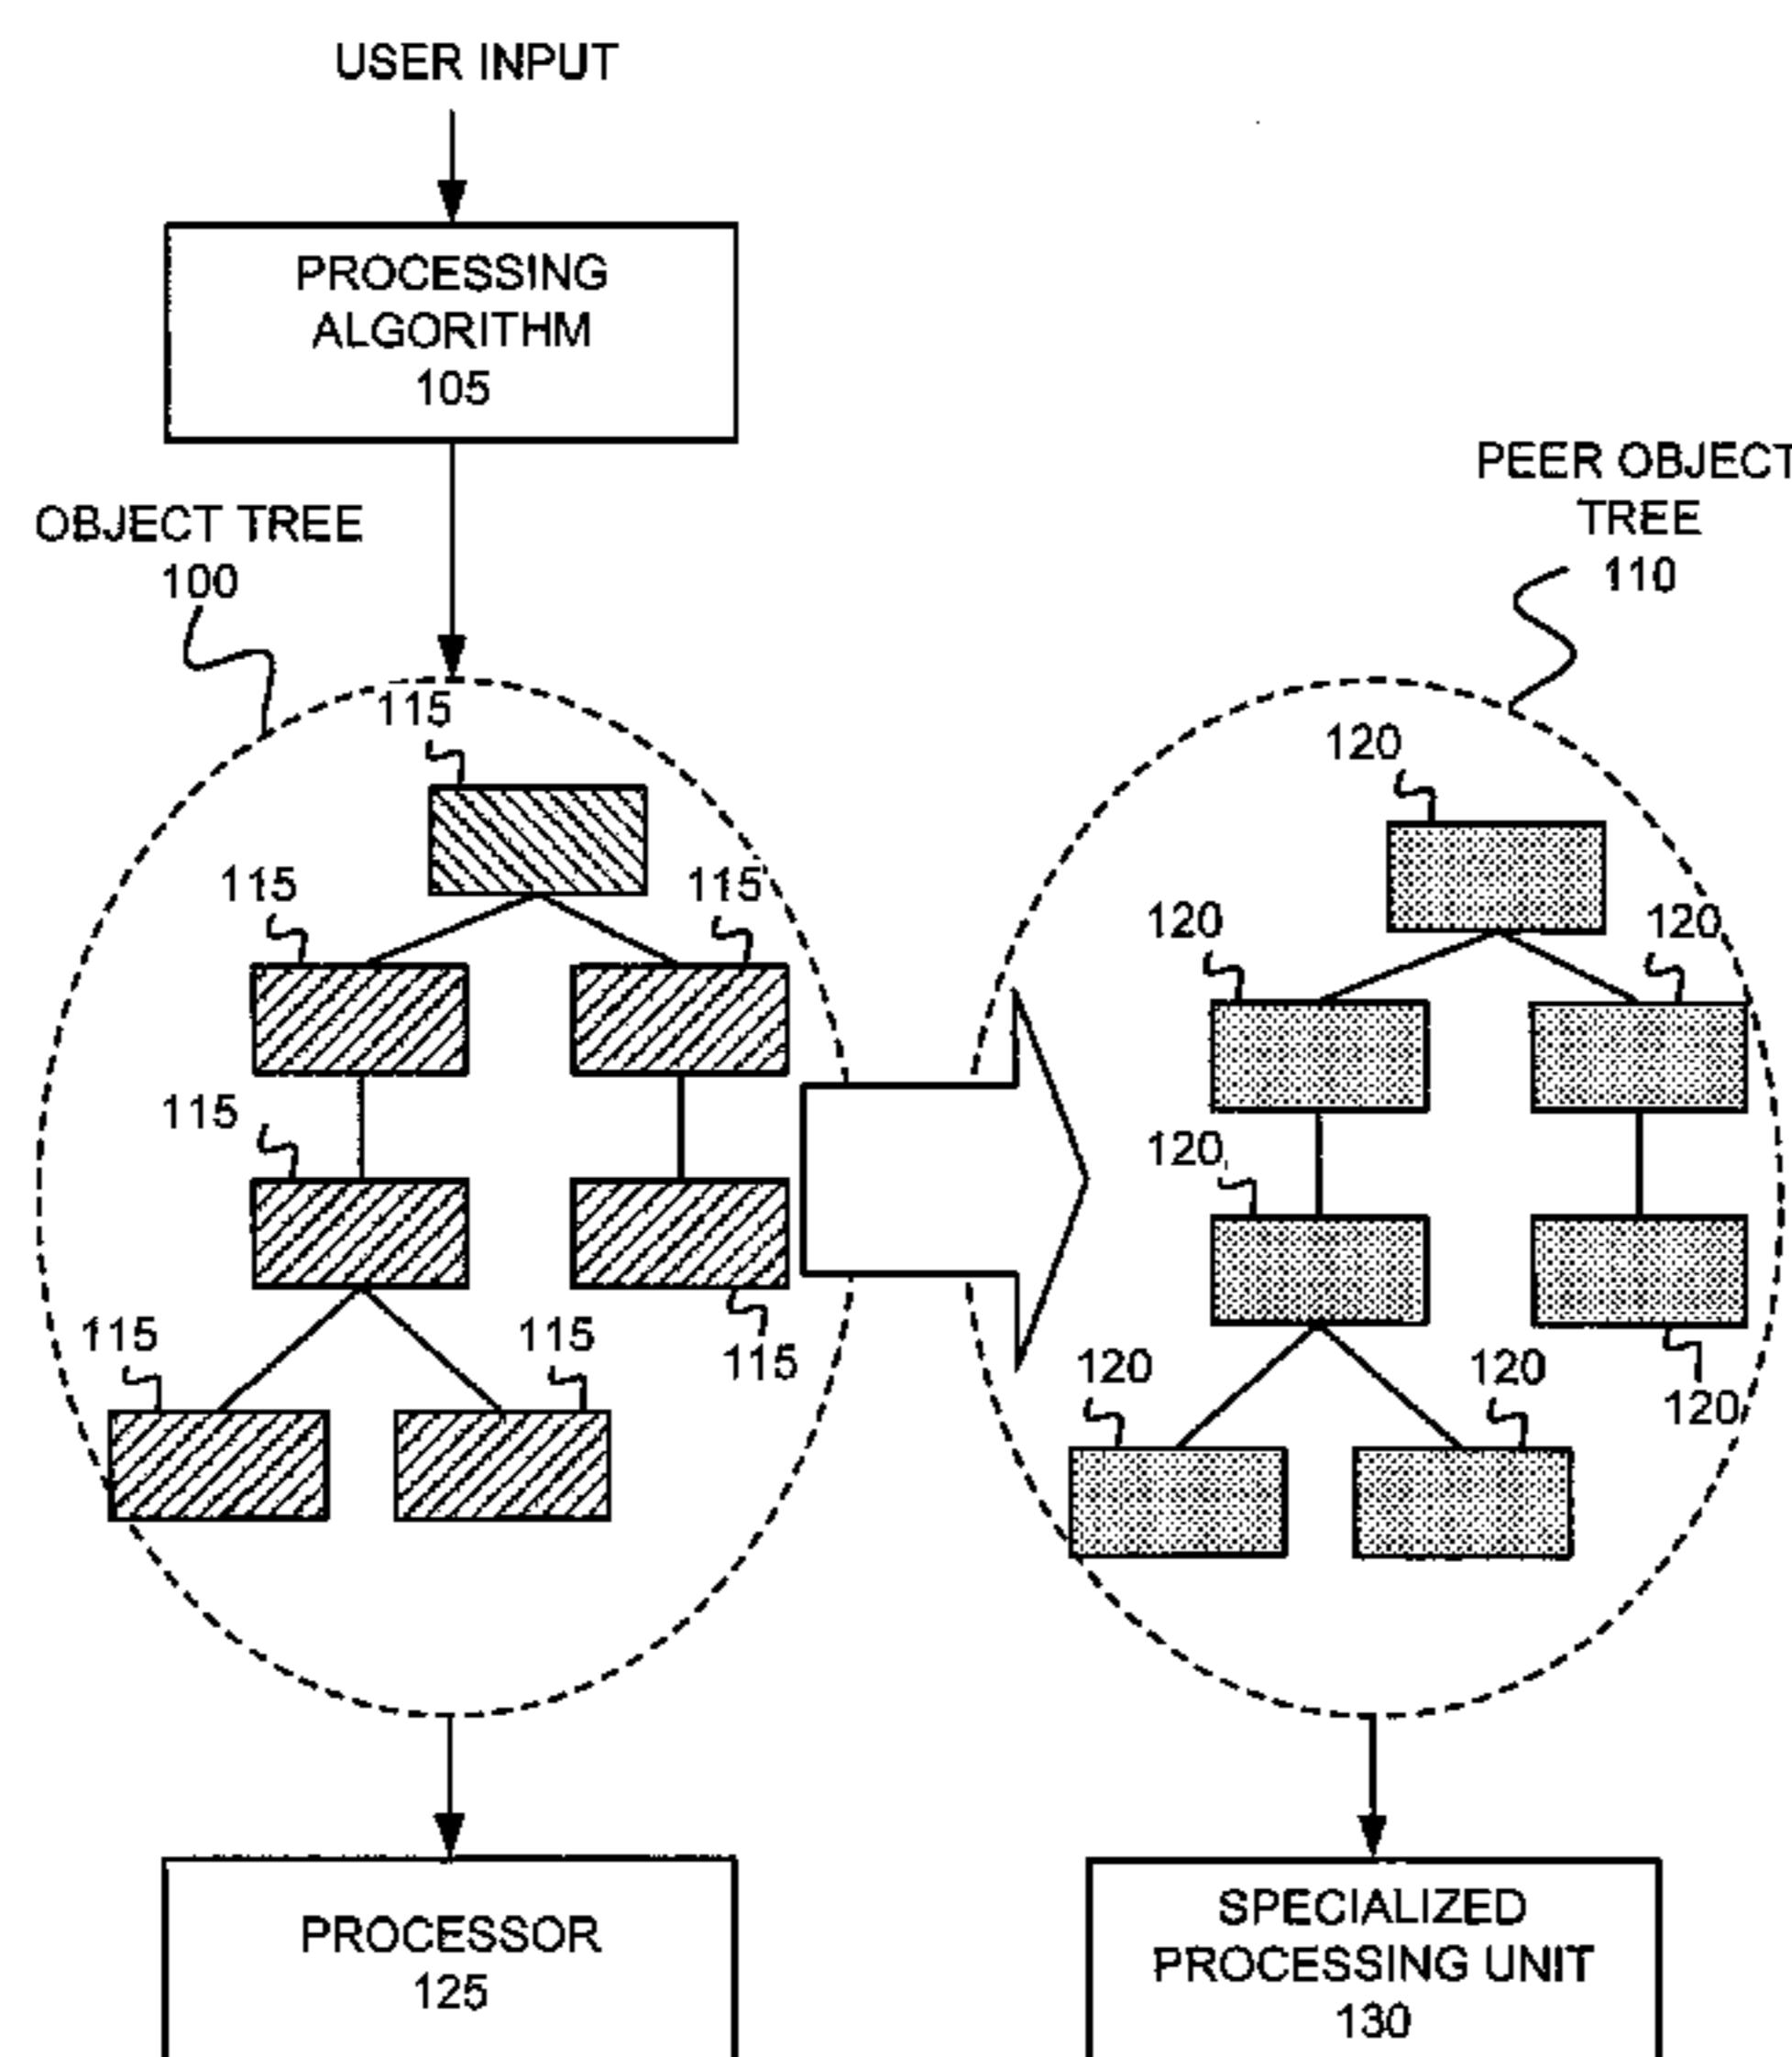 USER INPUT
PROCESSING
ALGORITHM
105
OBJECT TREE
100
PEER OBJECT
TREE
110
115
115
115
115
115
115
115
120
120
120
120
120
120
120
PROCESSOR
125
SPECIALIZED
PROCESSING UNIT
130